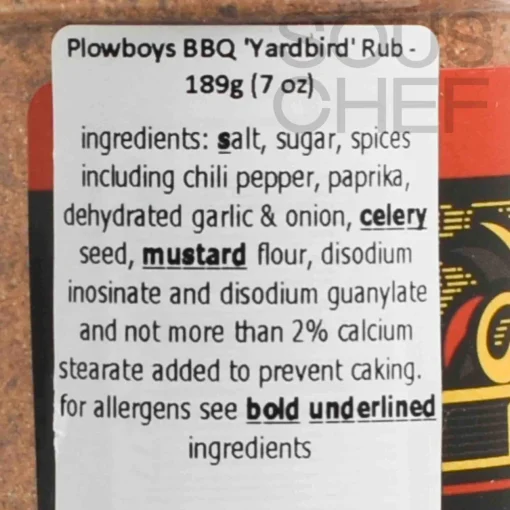 SOUS
CHEF
Plowboys BBQ 'Yardbird' Rub -
189g (7 oz)
ingredients: salt, sugar, spices
including chili pepper, paprika,
dehydrated garlic & onion, celery
seed, mustard flour, disodium
inosinate and disodium guanylate
and not more than 2% calcium
stearate added to prevent caking.
for allergens see bold underlined
ingredients